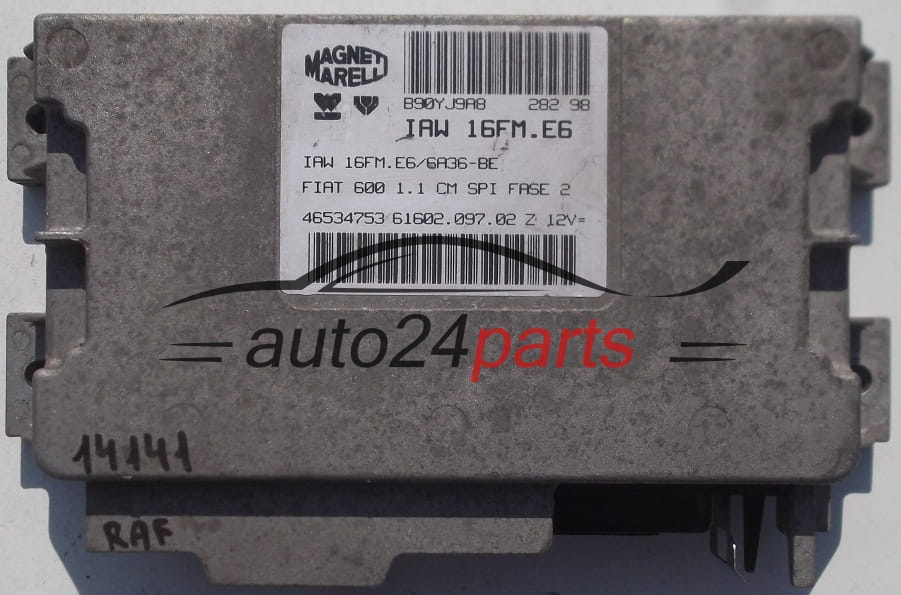 MAGNETI
MARELLI
B90YJ9A8 282 98
IAW 16FM.E6
IAW 16FM.E6/6A36-BE
FIAT 600 1.1 CM SPI FASE 2
46534753 61602.097.02 Z 12V=
auto24parts
14141
RAF